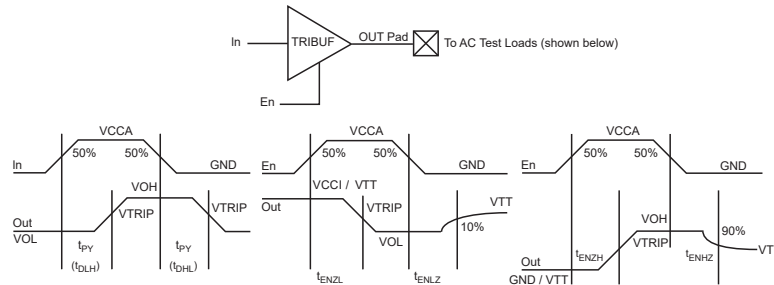 In
TRIBUF
OUT Pad
To AC Test Loads (shown below)
En
VCCA
In
50%
50%
GND
VOH
Out
VOL
VTRIP
VTRIP
tPY
(tDLH)
tPY
(tDHL)
VCCA
En
50%
50%
GND
VCCI / VTT
Out
VTRIP
VTT
VOL
10%
tENZL
tENLZ
VCCA
En
50%
50%
GND
VOH
90%
VTRIP
VT
tENZH
tENHZ
Out
GND / VTT